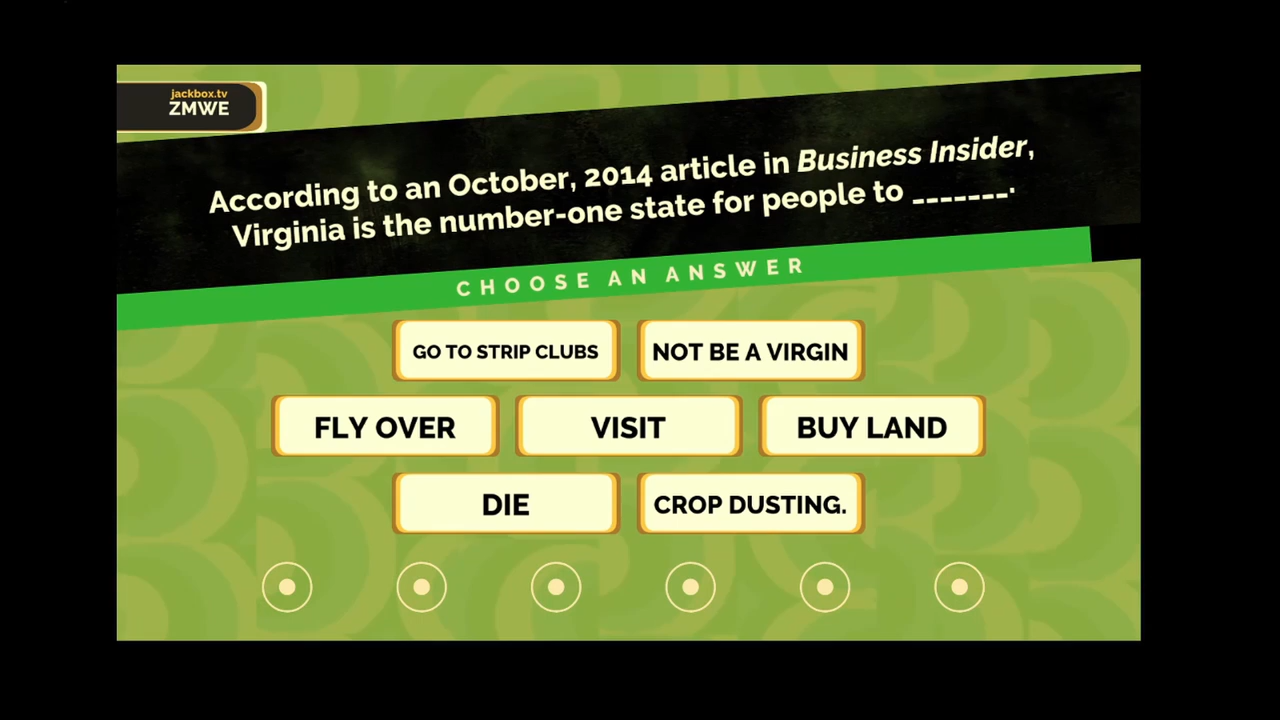 jackbox.tv
ZMWE
According to an October, 2014 article in Business Insider,
Virginia is the number-one state for people to _______.
CHOOSE AN ANSWER
GO TO STRIP CLUBS
NOT BE A VIRGIN
FLY OVER
VISIT
BUY LAND
DIE
CROP DUSTING.